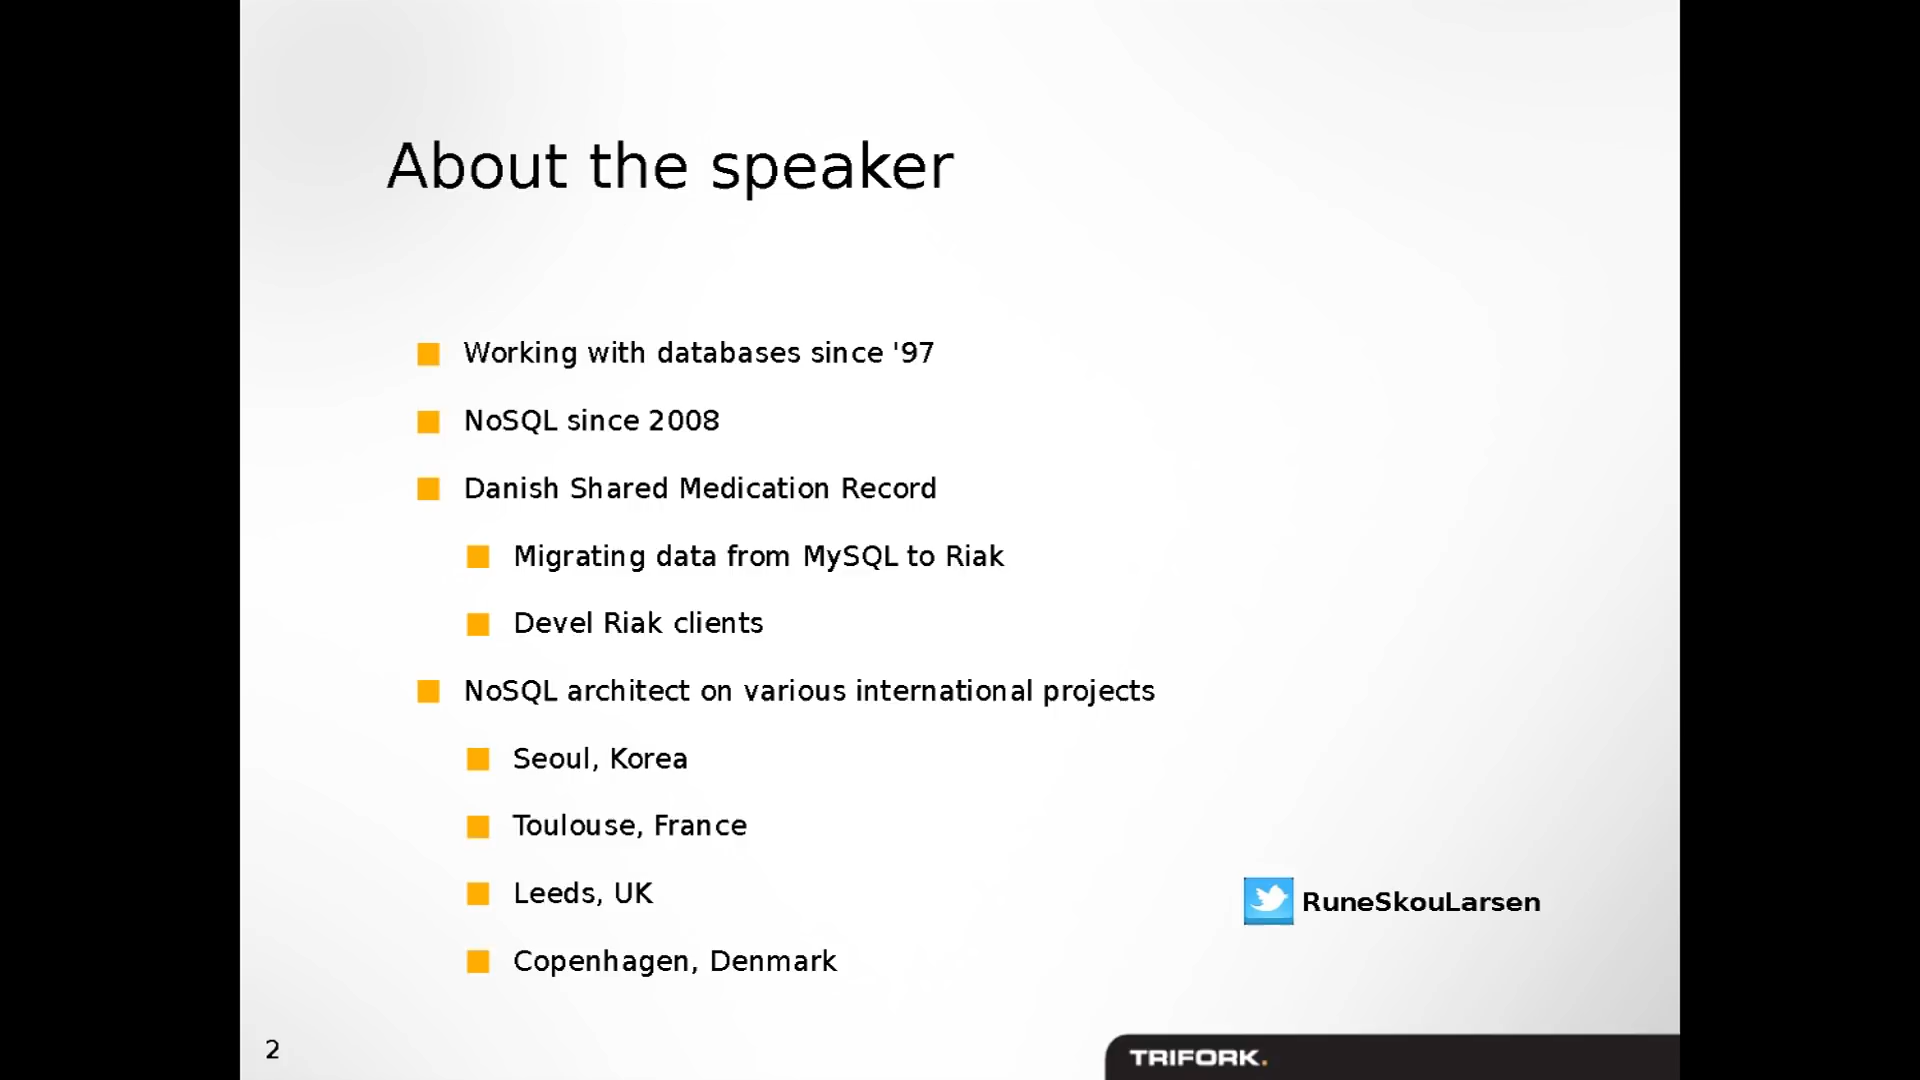 About the speaker
Working with databases since '97
NoSQL since 2008
Danish Shared Medication Record
Migrating data from MySQL to Riak
Devel Riak clients
NoSQL architect on various international projects
Seoul, Korea
Toulouse, France
Leeds, UK
RuneSkouLarsen
Copenhagen, Denmark
2
TRIFORK.